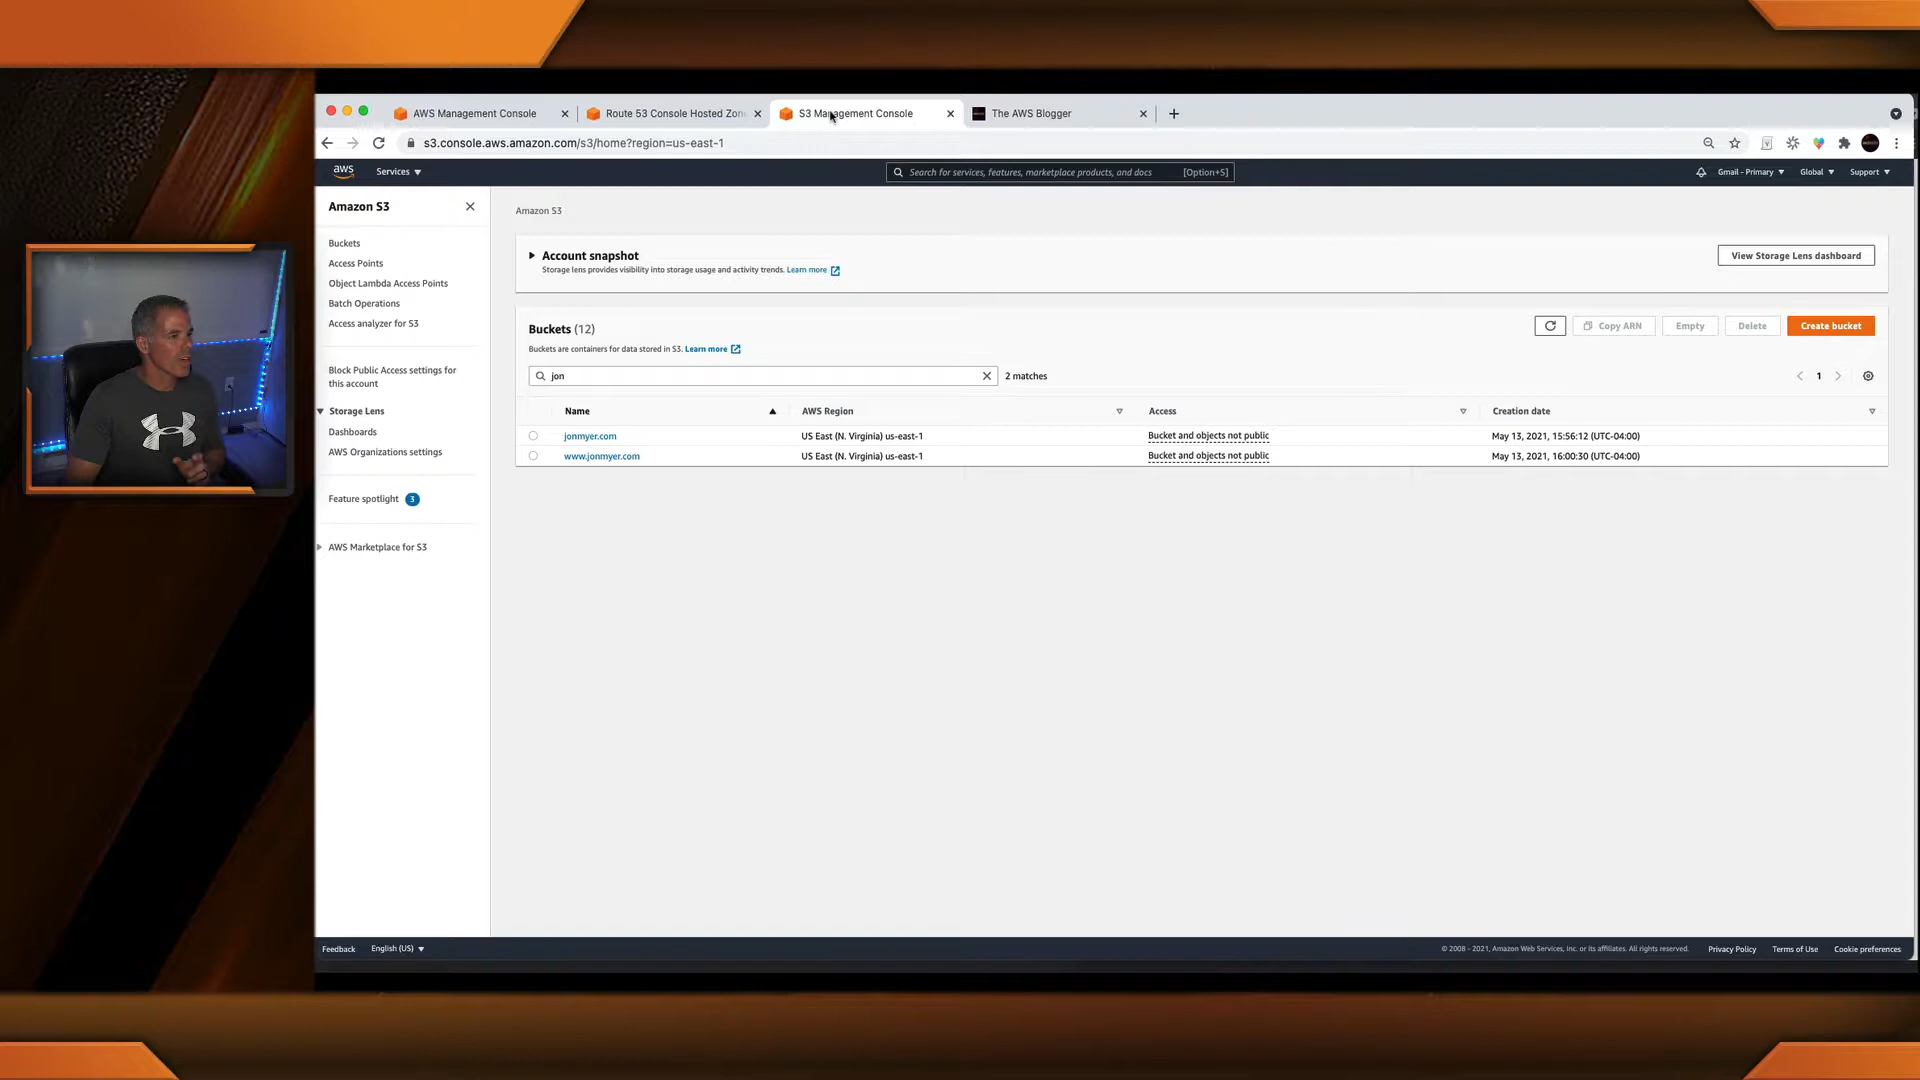 AWS Management Console
Route 53 Console Hosted Zon
S3 Management Console
The AWS Blogger
s3.console.aws.amazon.com/s3/home?region=us-east-1
aws
Services
Search for services, features, marketplace products, and docs [Option+S]
Gmail - Primary
Global
Support
Amazon S3
Buckets
Access Points
Object Lambda Access Points
Batch Operations
Access analyzer for S3
Block Public Access settings for
this account
Storage Lens
Dashboards
AWS Organizations settings
Feature spotlight 3
AWS Marketplace for S3
Amazon S3
Account snapshot
Storage lens provides visibility into storage usage and activity trends. Learn more
View Storage Lens dashboard
Buckets (12)
Buckets are containers for data stored in S3. Learn more
Copy ARN
Empty
Delete
Create bucket
jon
2 matches
1
Name AWS Region Access Creation date
jonmyer.com US East (N. Virginia) us-east-1 Bucket and objects not public May 13, 2021, 15:56:12 (UTC-04:00)
www.jonmyer.com US East (N. Virginia) us-east-1 Bucket and objects not public May 13, 2021, 16:00:30 (UTC-04:00)
Feedback English (US)
© 2008 - 2021, Amazon Web Services, Inc. or its affiliates. All rights reserved. Privacy Policy Terms of Use Cookie preferences